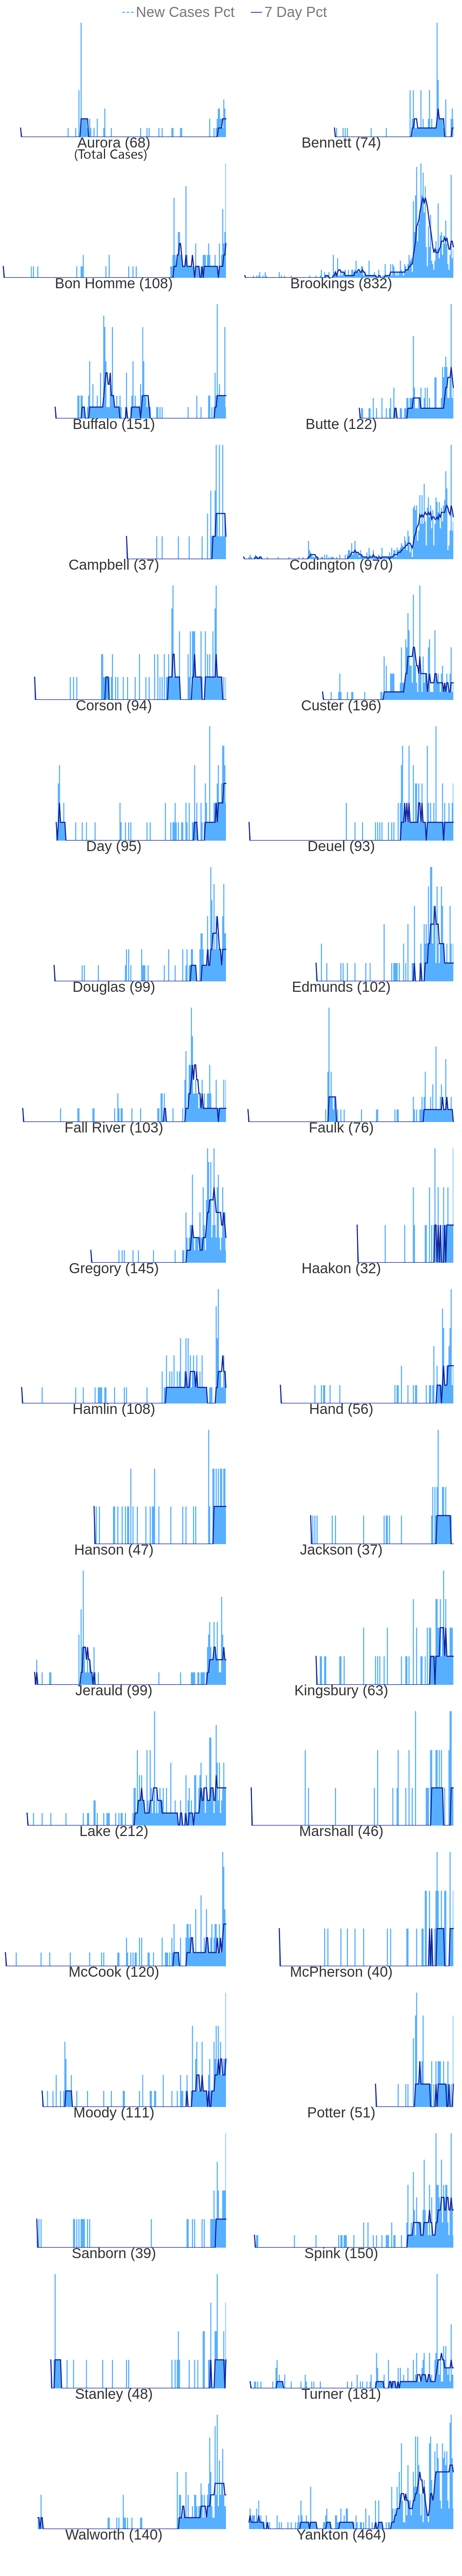 New Cases Pct 7 Day Pct
Aurora (68) Bennett (74)
(Total Cases)
Bon Homme (108) Brookings (832)
Buffalo (151) Butte (122)
Campbell (37) Codington (970)
Corson (94) Custer (196)
Day (95) Deuel (93)
Douglas (99) Edmunds (102)
Fall River (103) Faulk (76)
Gregory (145) Haakon (32)
Hamlin (108) Hand (56)
Hanson (47) Jackson (37)
Jerauld (99) Kingsbury (63)
Lake (212) Marshall (46)
McCook (120) McPherson (40)
Moody (111) Potter (51)
Sanborn (39) Spink (150)
Stanley (48) Turner (181)
Walworth (140) Yankton (464)